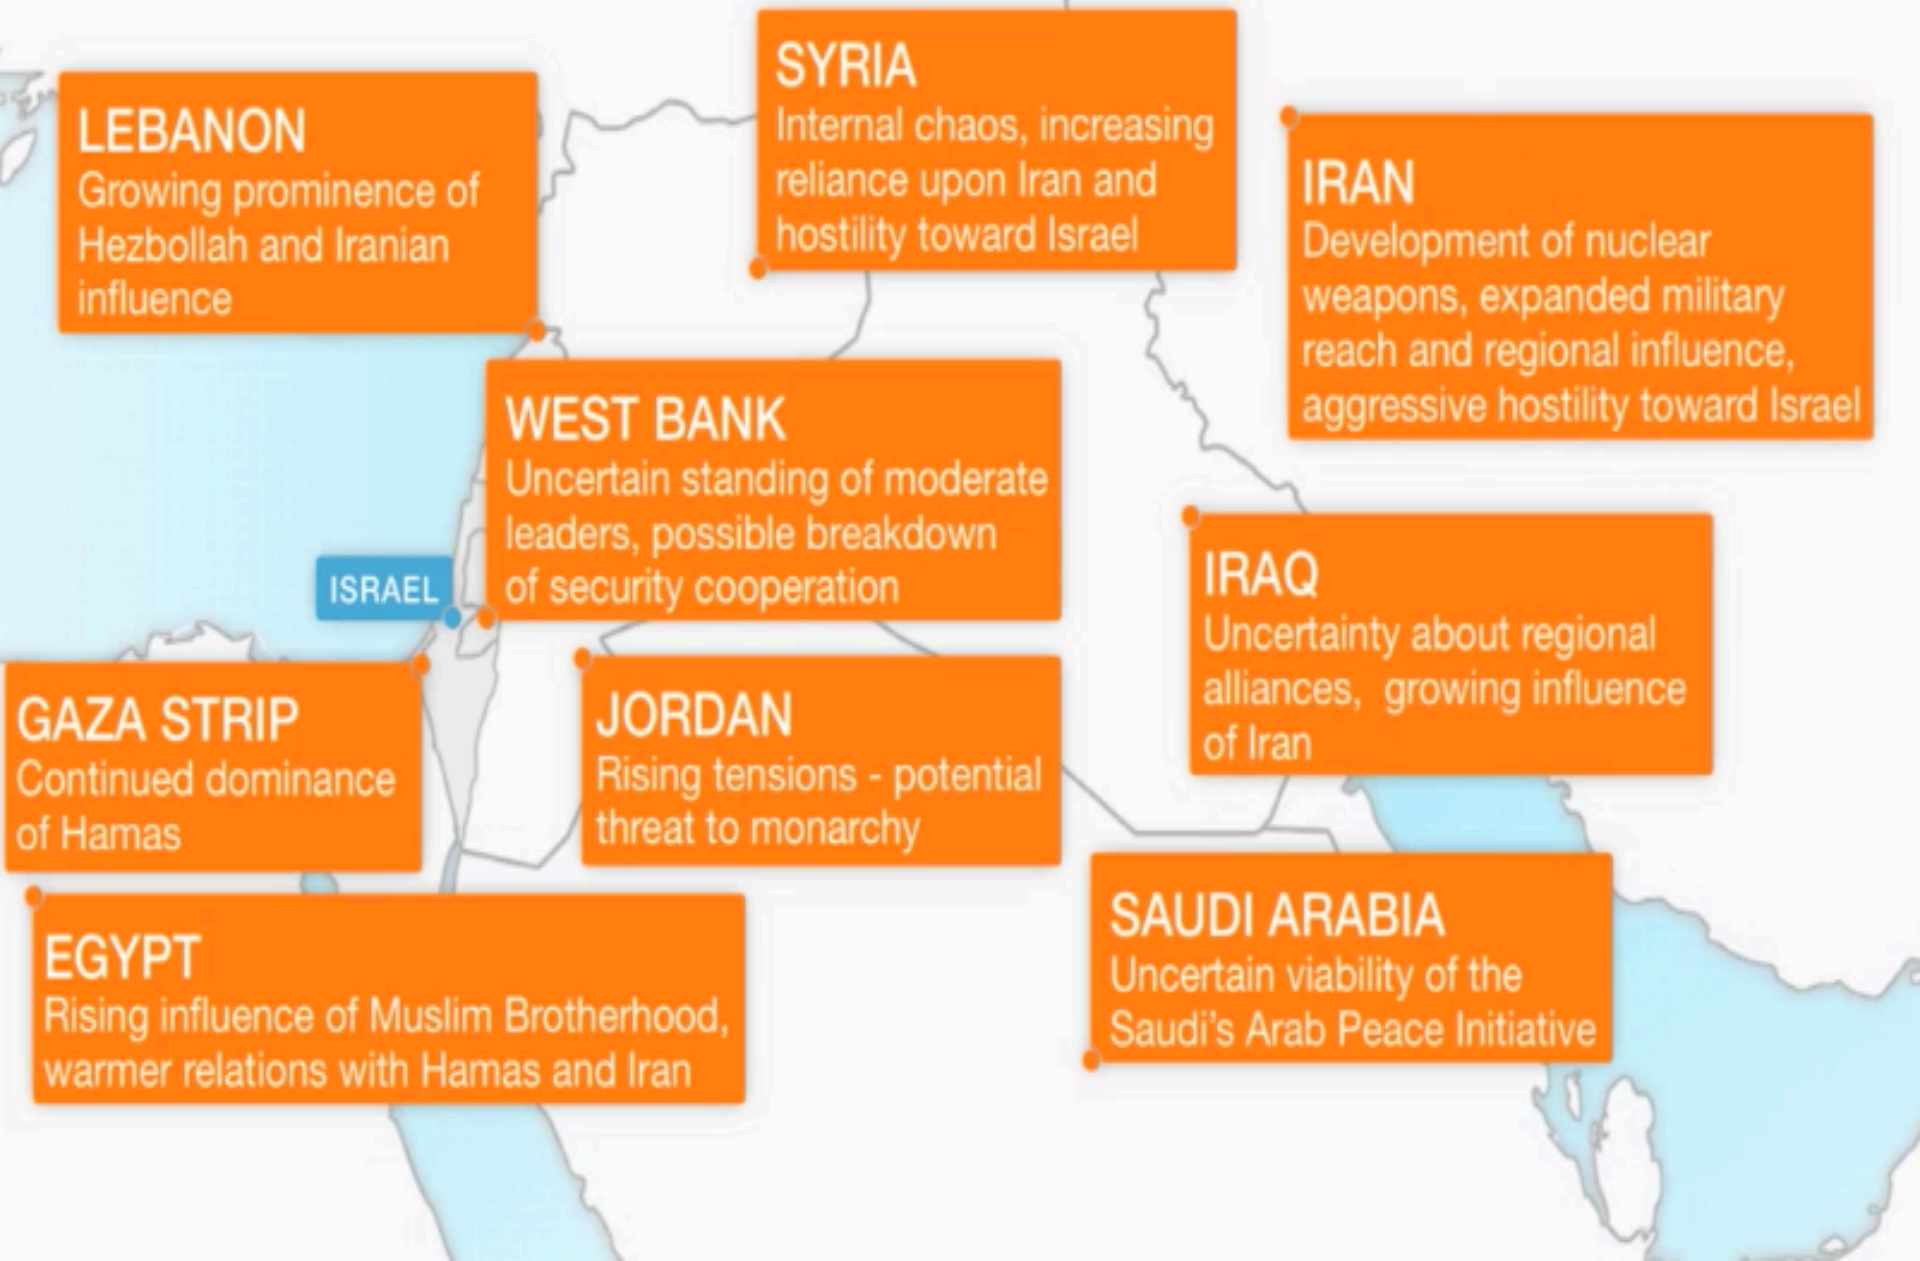 LEBANON
Growing prominence of
Hezbollah and Iranian
influence
SYRIA
Internal chaos, increasing
reliance upon Iran and
hostility toward Israel
IRAN
Development of nuclear
weapons, expanded military
reach and regional influence,
aggressive hostility toward Israel
WEST BANK
Uncertain standing of moderate
leaders, possible breakdown
of security cooperation
ISRAEL
IRAQ
Uncertainty about regional
alliances,  growing influence
of Iran
GAZA STRIP
Continued dominance
of Hamas
JORDAN
Rising tensions - potential
threat to monarchy
EGYPT
Rising influence of Muslim Brotherhood,
warmer relations with Hamas and Iran
SAUDI ARABIA
Uncertain viability of the
Saudi’s Arab Peace Initiative